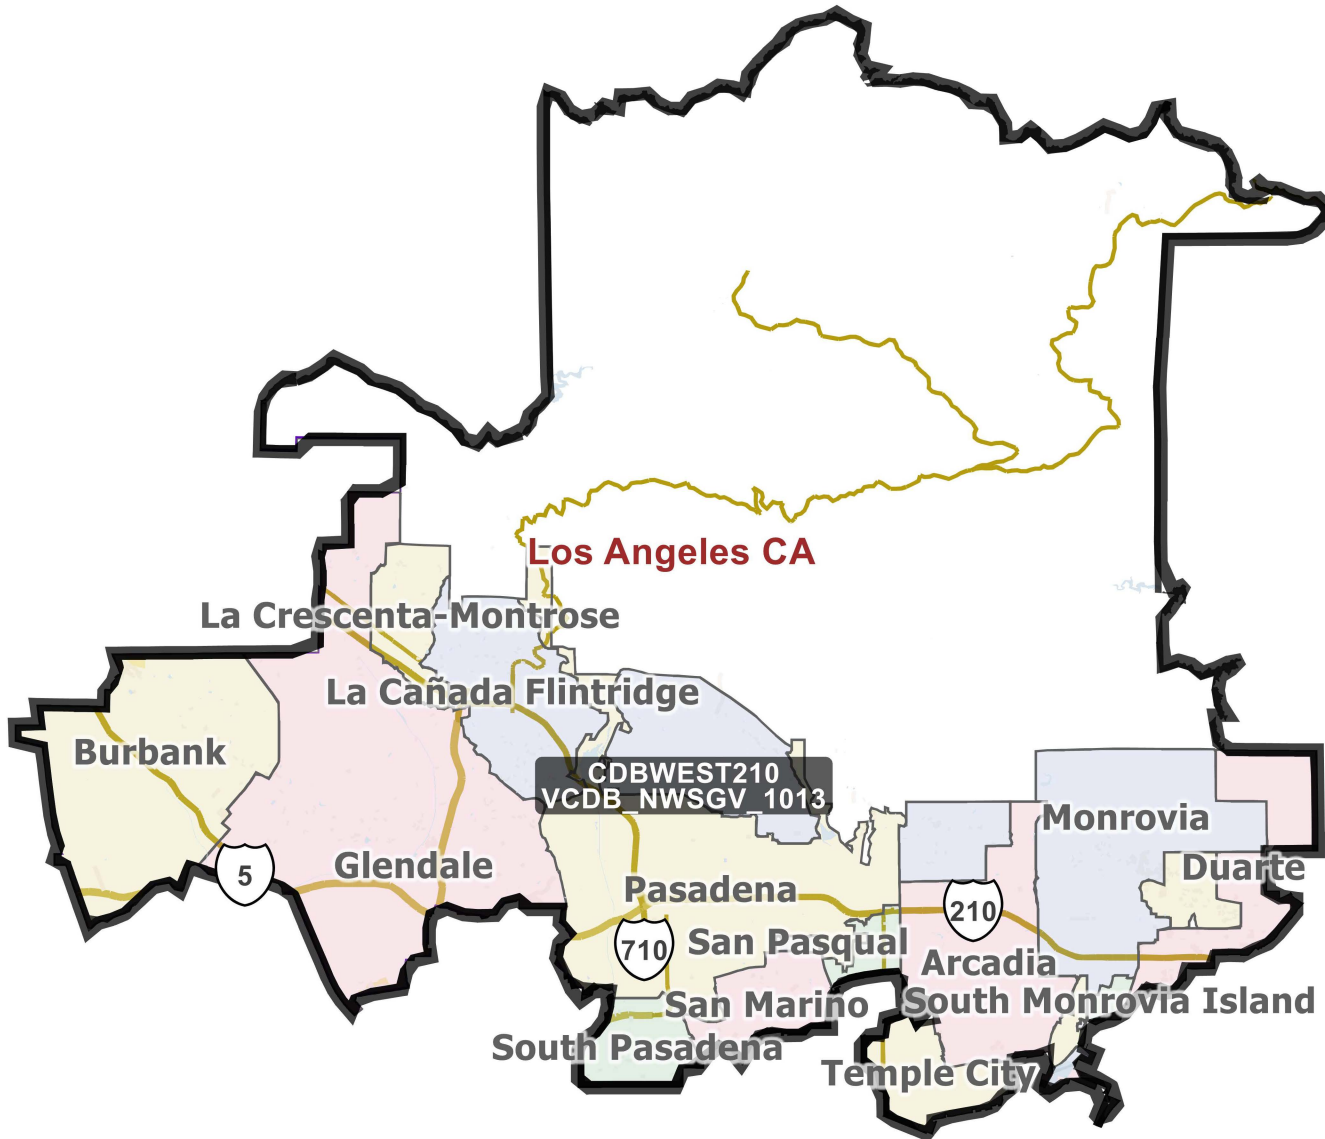 Los Angeles CA
La Crescenta-Montrose
La Cañada Flintridge
Burbank
CDBWEST210
VCDB_NWSGV_1013
Monrovia
Glendale
5
Duarte
Pasadena
210
710
San Pasqual
Arcadia
San Marino
South Monrovia Island
South Pasadena
Temple City